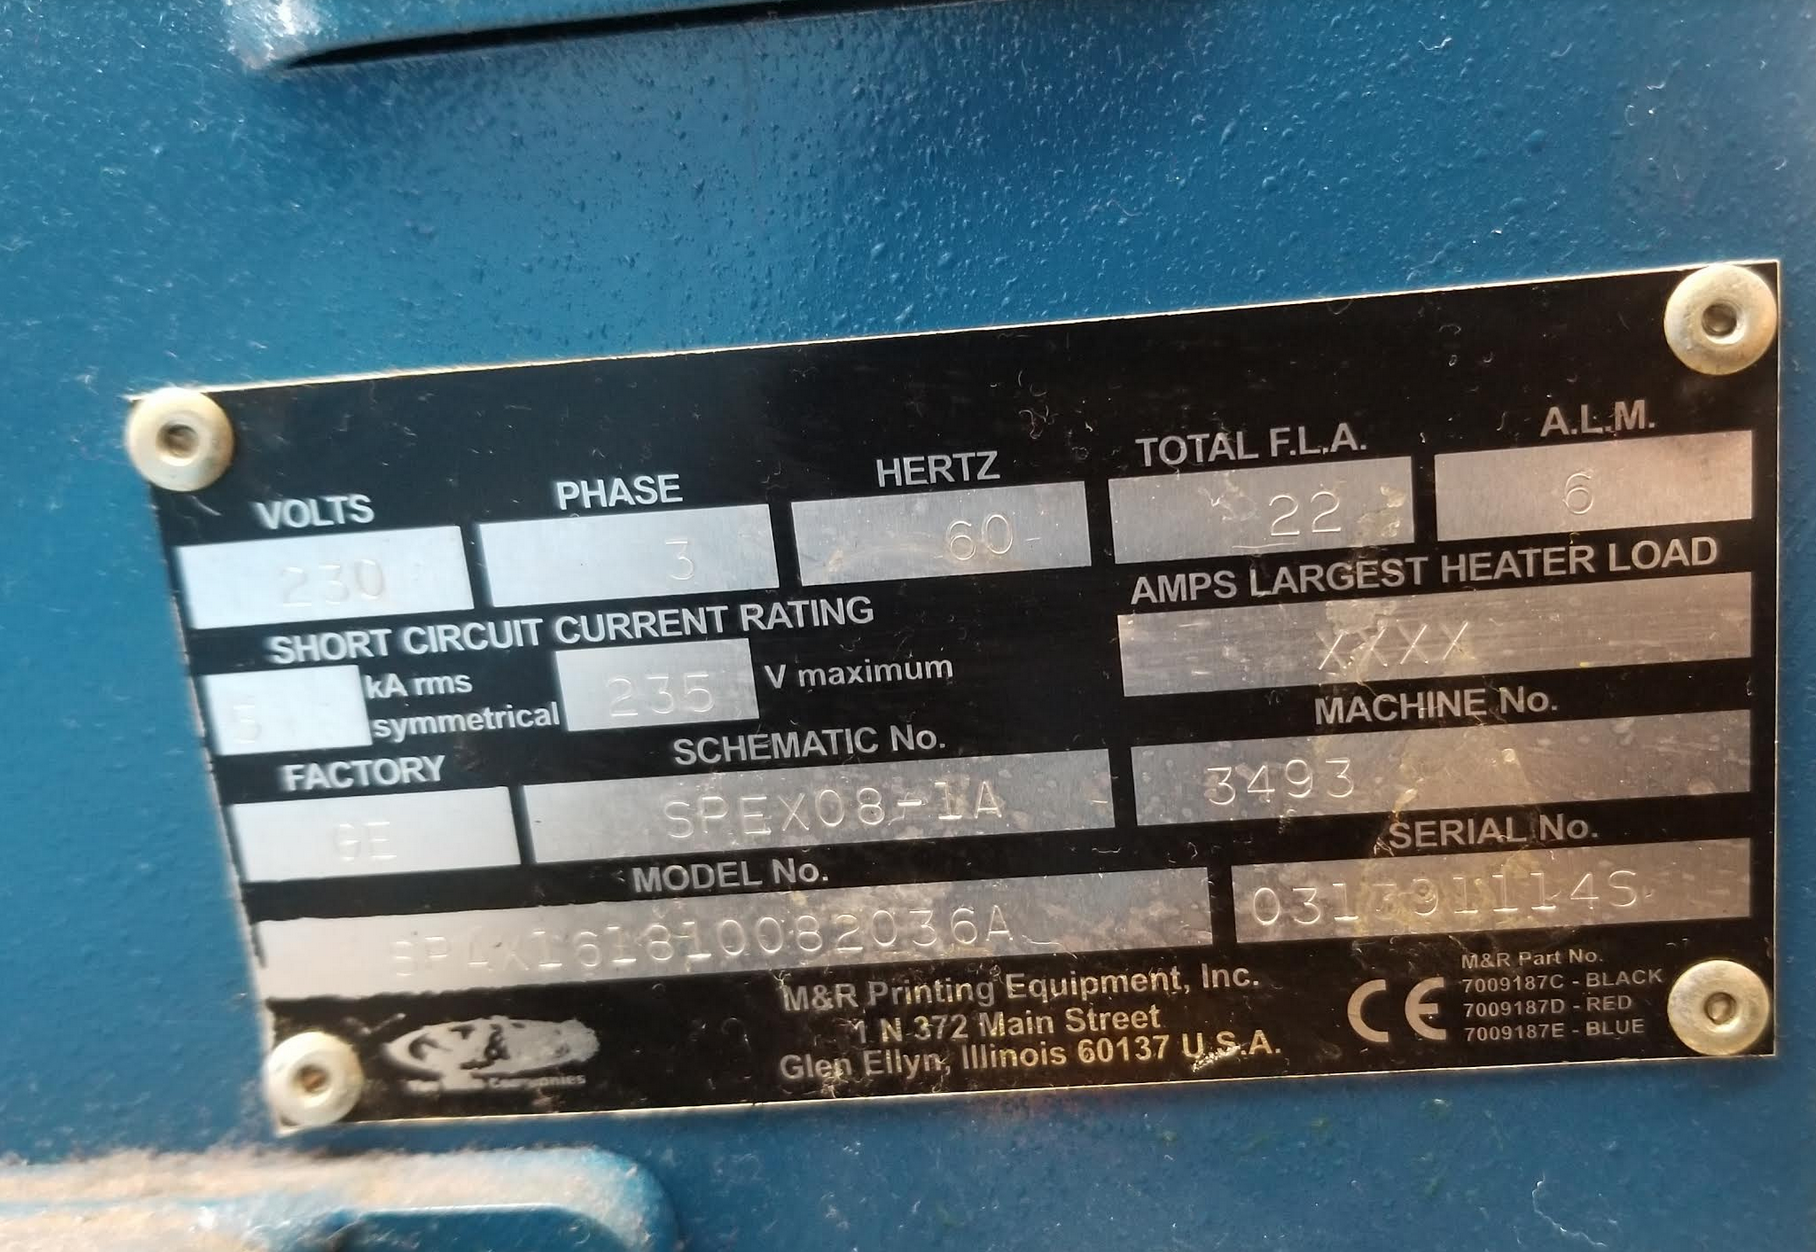 VOLTS PHASE HERTZ TOTAL F.L.A. A.L.M.
230 3 60 22 6
SHORT CIRCUIT CURRENT RATING AMPS LARGEST HEATER LOAD
5 kA rms symmetrical 235 V maximum XXXX
FACTORY SCHEMATIC No. MACHINE No.
GE SPEX08-1A 3493
MODEL No. SERIAL No.
031391114S
M&R Printing Equipment, Inc.
1 N 372 Main Street
Glen Ellyn, Illinois 60137 U.S.A.
CE
M&R Part No.
7009187C - BLACK
7009187D - RED
7009187E - BLUE